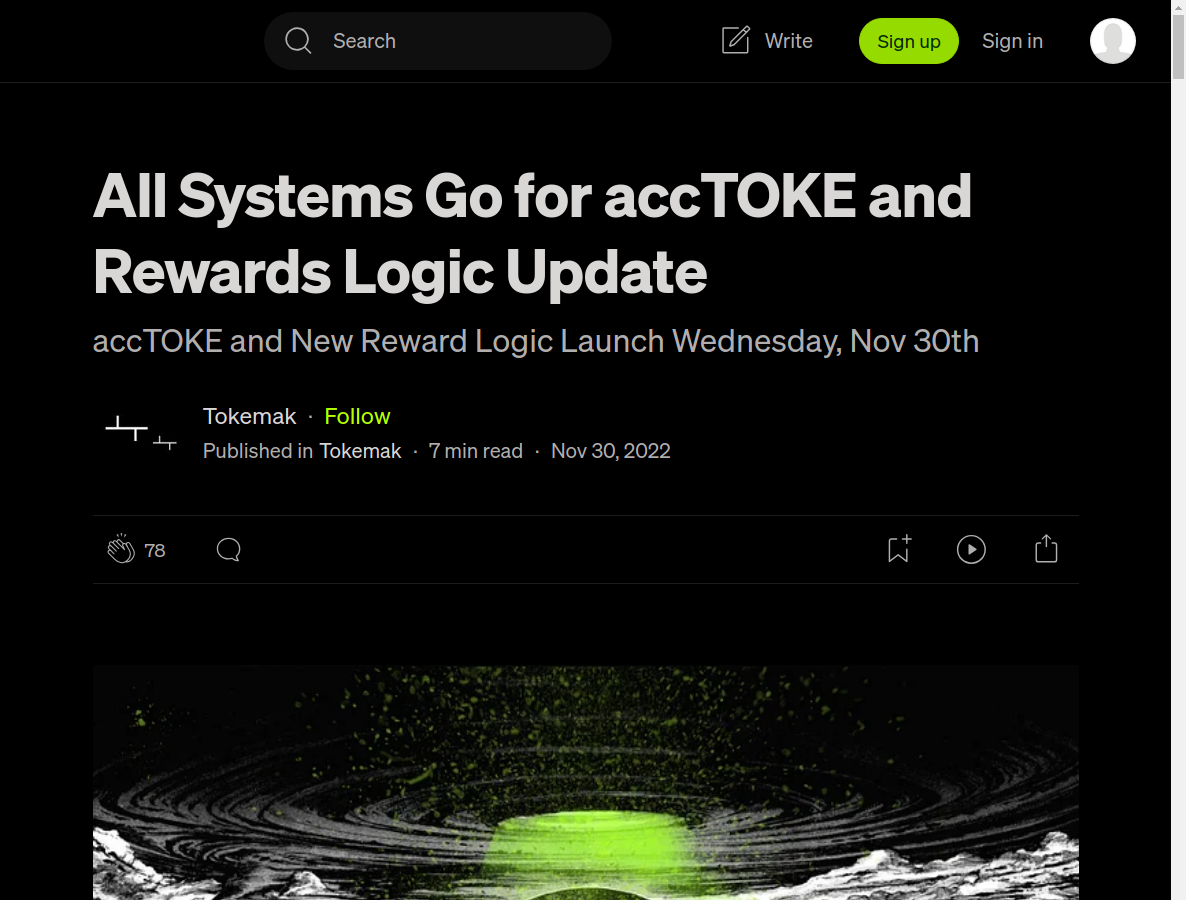 Search
Write
Sign up
Sign in
All Systems Go for accTOKE and
Rewards Logic Update
accTOKE and New Reward Logic Launch Wednesday, Nov 30th
Tokemak · Follow
Published in Tokemak · 7 min read · Nov 30, 2022
78